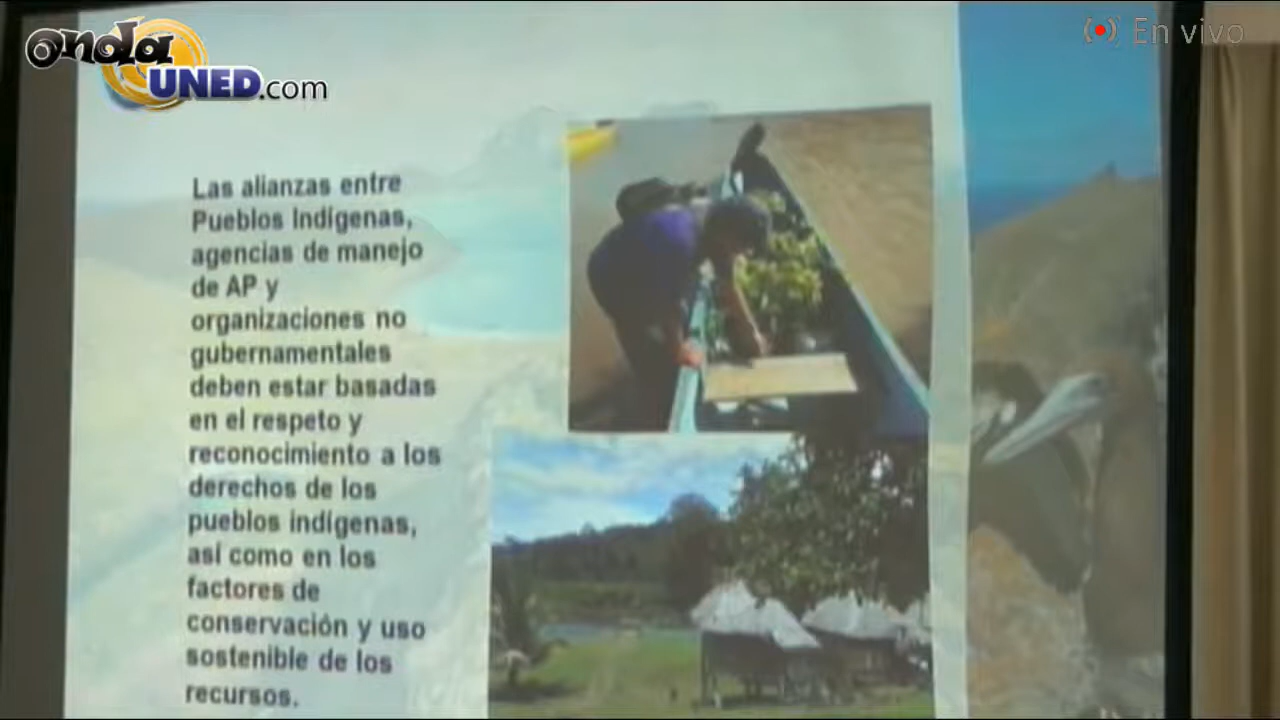 onda
UNED.com
En vivo
Las alianzas entre
Pueblos Indígenas,
agencias de manejo
de AP y
organizaciones no
gubernamentales
deben estar basadas
en el respeto y
reconocimiento a los
derechos de los
pueblos indígenas,
así como en los
factores de
conservación y uso
sostenible de los
recursos.